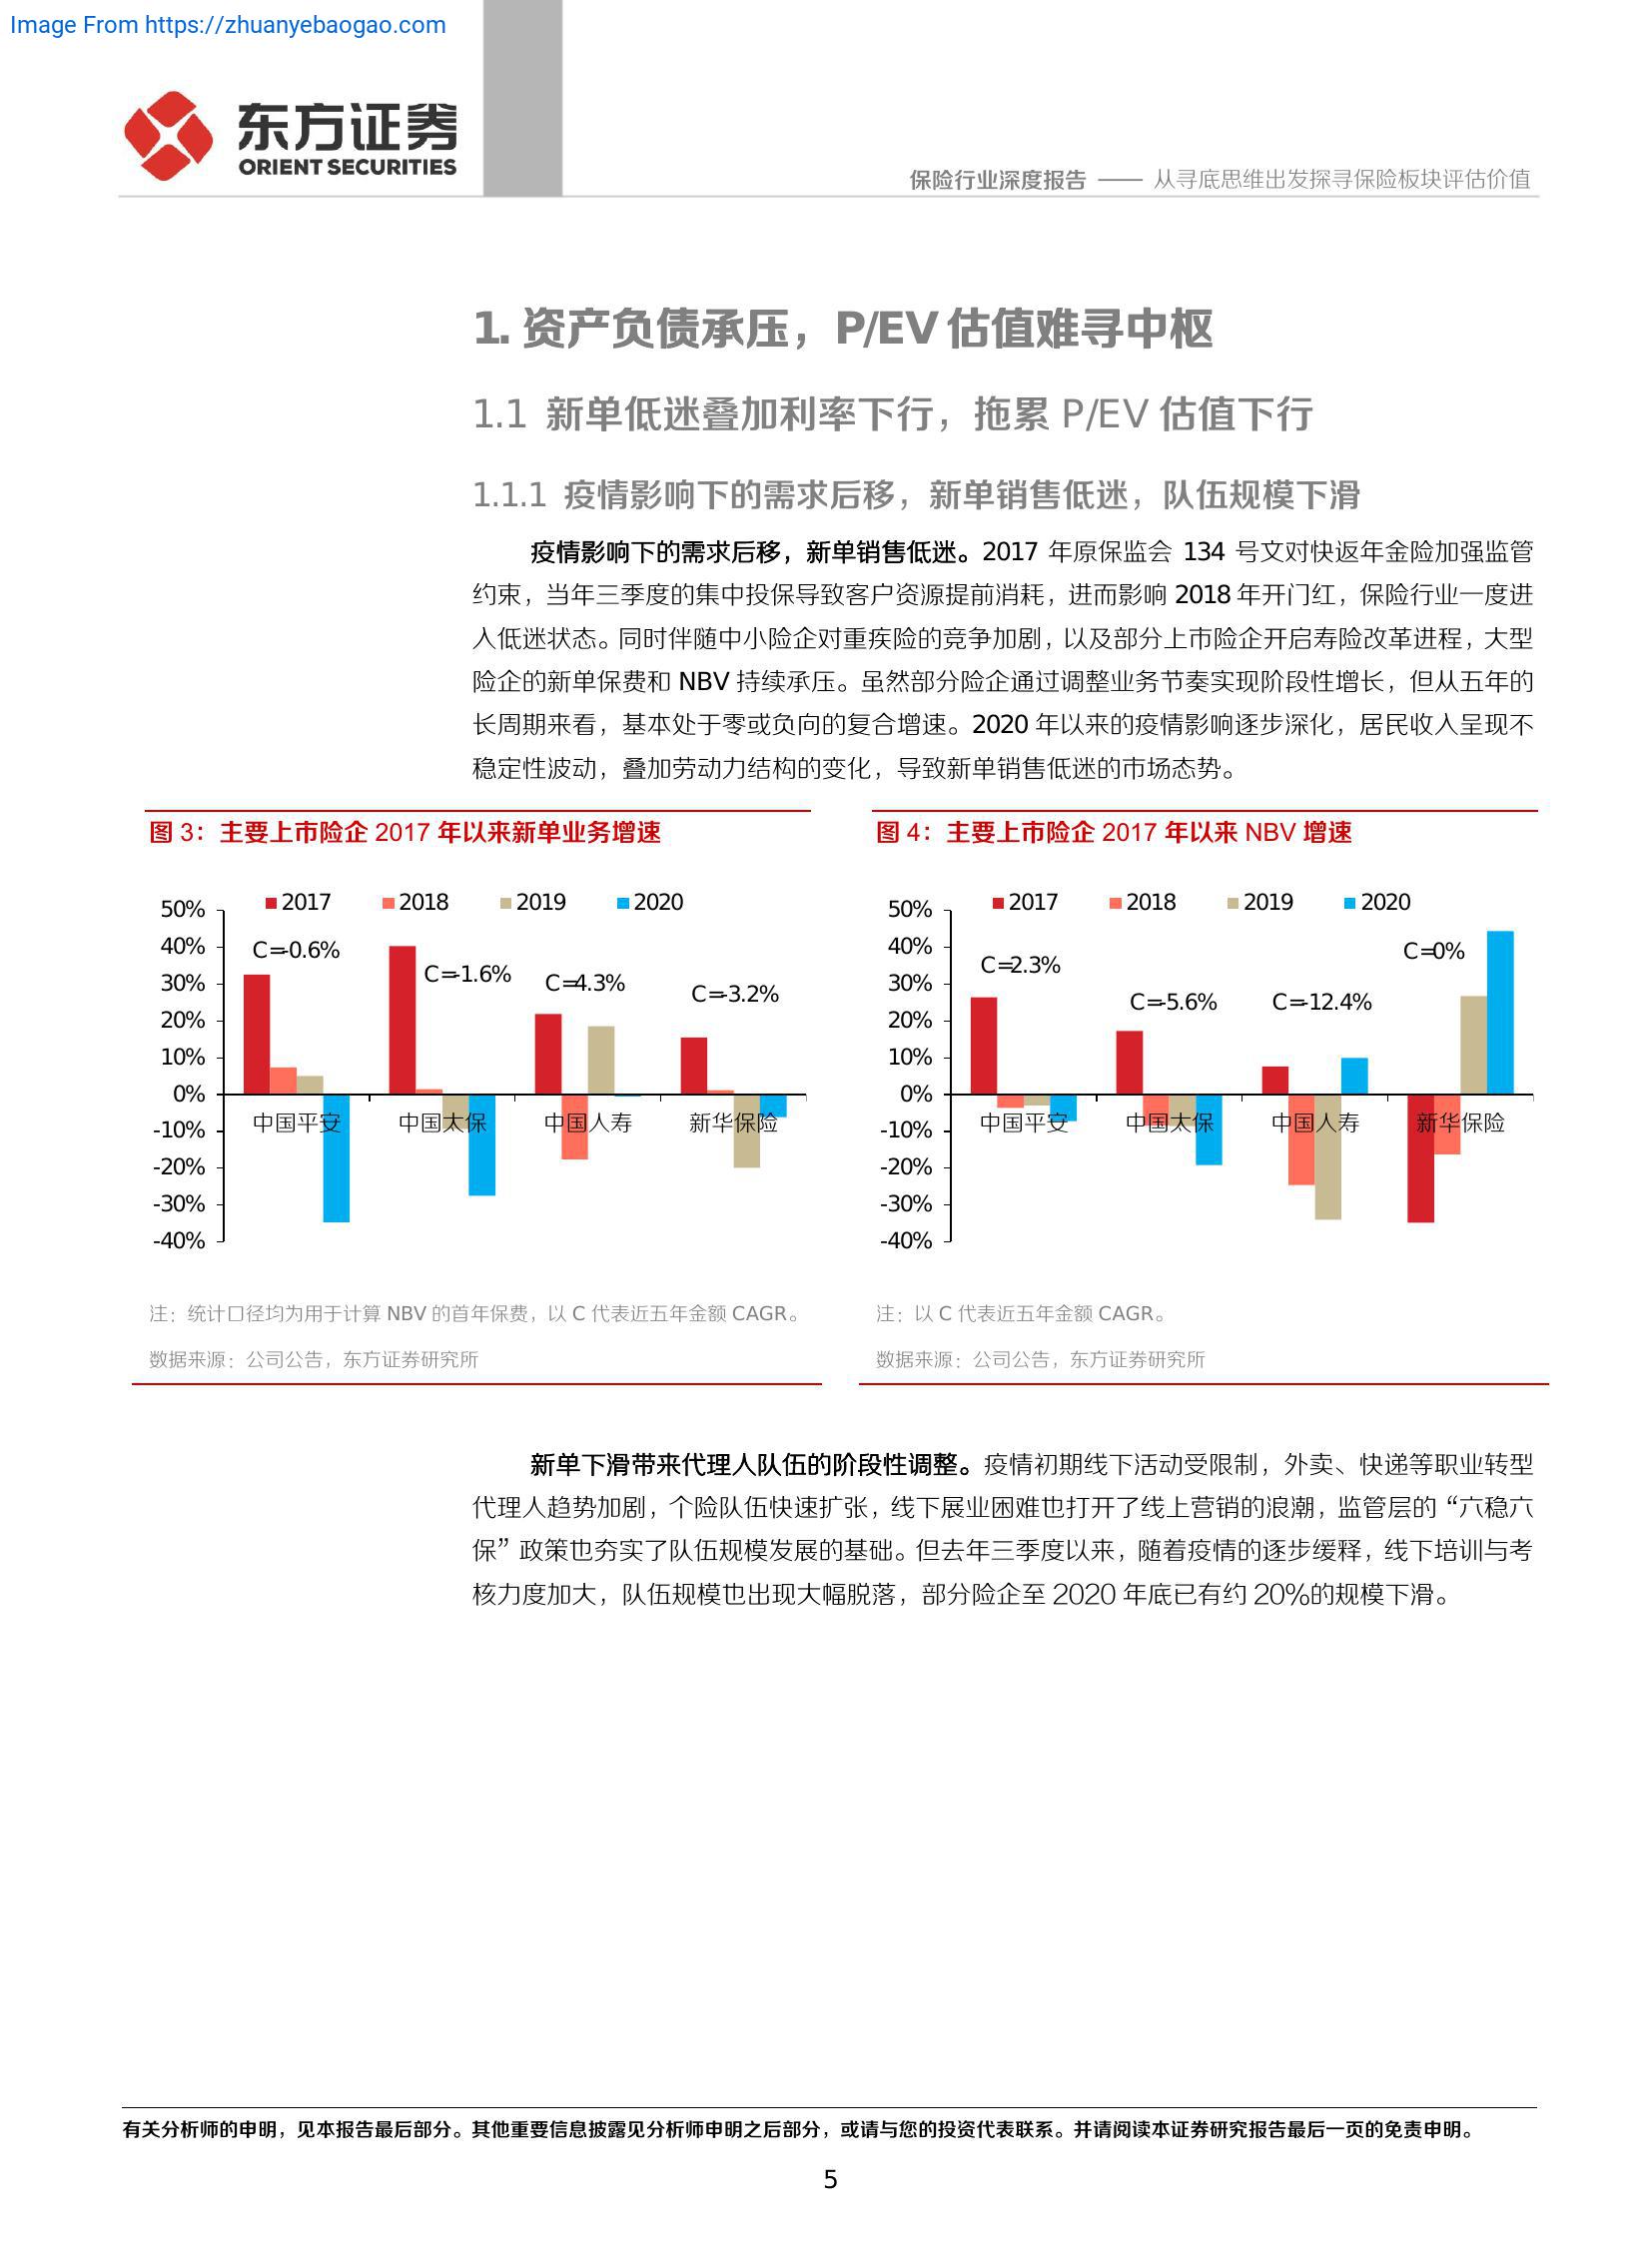 Image From https://zhuanyebaogao.com
东方证券
ORIENT SECURITIES
保险行业深度报告 —— 从寻底思维出发探寻保险板块评估价值
1. 资产负债承压，P/EV 估值难寻中枢
1.1 新单低迷叠加利率下行，拖累 P/EV 估值下行
1.1.1 疫情影响下的需求后移，新单销售低迷，队伍规模下滑
疫情影响下的需求后移，新单销售低迷。2017 年原保监会 134 号文对快返年金险加强监管
约束，当年三季度的集中投保导致客户资源提前消耗，进而影响 2018 年开门红，保险行业一度进
入低迷状态。同时伴随中小险企对重疾险的竞争加剧，以及部分上市险企开启寿险改革进程，大型
险企的新单保费和 NBV 持续承压。虽然部分险企通过调整业务节奏实现阶段性增长，但从五年的
长周期来看，基本处于零或负向的复合增速。2020 年以来的疫情影响逐步深化，居民收入呈现不
稳定性波动，叠加劳动力结构的变化，导致新单销售低迷的市场态势。
图 3：主要上市险企 2017 年以来新单业务增速
2017 2018 2019 2020
50%
40%
30%
20%
10%
0%
-10%
-20%
-30%
-40%
C=-0.6%
C=-1.6%
C=4.3%
C=-3.2%
中国平安 中国太保 中国人寿 新华保险
注：统计口径均为用于计算 NBV 的首年保费，以 C 代表近五年金额 CAGR。
数据来源：公司公告，东方证券研究所
图 4：主要上市险企 2017 年以来 NBV 增速
2017 2018 2019 2020
50%
40%
30%
20%
10%
0%
-10%
-20%
-30%
-40%
C=2.3%
C=-5.6%
C=-12.4%
C=0%
中国平安 中国太保 中国人寿 新华保险
注：以 C 代表近五年金额 CAGR。
数据来源：公司公告，东方证券研究所
新单下滑带来代理人队伍的阶段性调整。疫情初期线下活动受限制，外卖、快递等职业转型
代理人趋势加剧，个险队伍快速扩张，线下展业困难也打开了线上营销的浪潮，监管层的“六稳六
保”政策也夯实了队伍规模发展的基础。但去年三季度以来，随着疫情的逐步缓释，线下培训与考
核力度加大，队伍规模也出现大幅脱落，部分险企至 2020 年底已有约 20%的规模下滑。
有关分析师的申明，见本报告最后部分。其他重要信息披露见分析师申明之后部分，或请与您的投资代表联系。并请阅读本证券研究报告最后一页的免责申明。
5